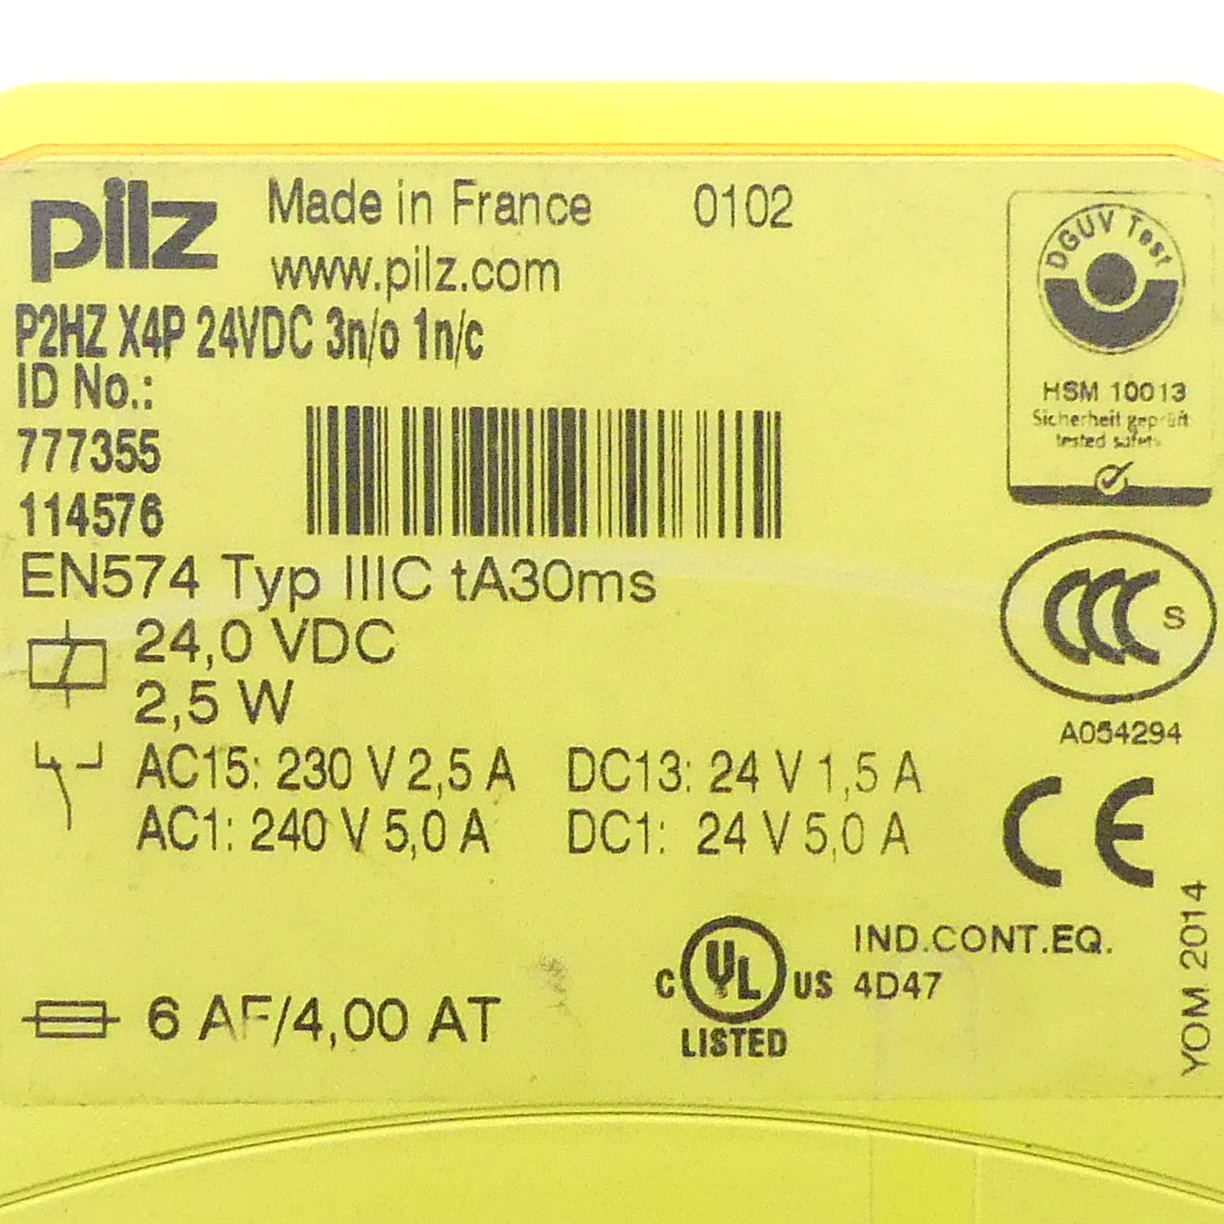 pilz
Made in France 0102
www.pilz.com
P2HZ X4P 24VDC 3n/o 1n/c
ID No.:
777355
114576
EN574 Typ IIIC tA30ms
24,0 VDC
2,5 W
AC15: 230 V 2,5 A DC13: 24 V 1,5 A
AC1: 240 V 5,0 A DC1: 24 V 5,0 A
6 AF/4,00 AT
DGUV Test
HSM 10013
Sicherheit geprüft
tested safety
CCC S
A054294
CE
C UL US
LISTED
IND.CONT.EQ.
4D47
YOM 2014